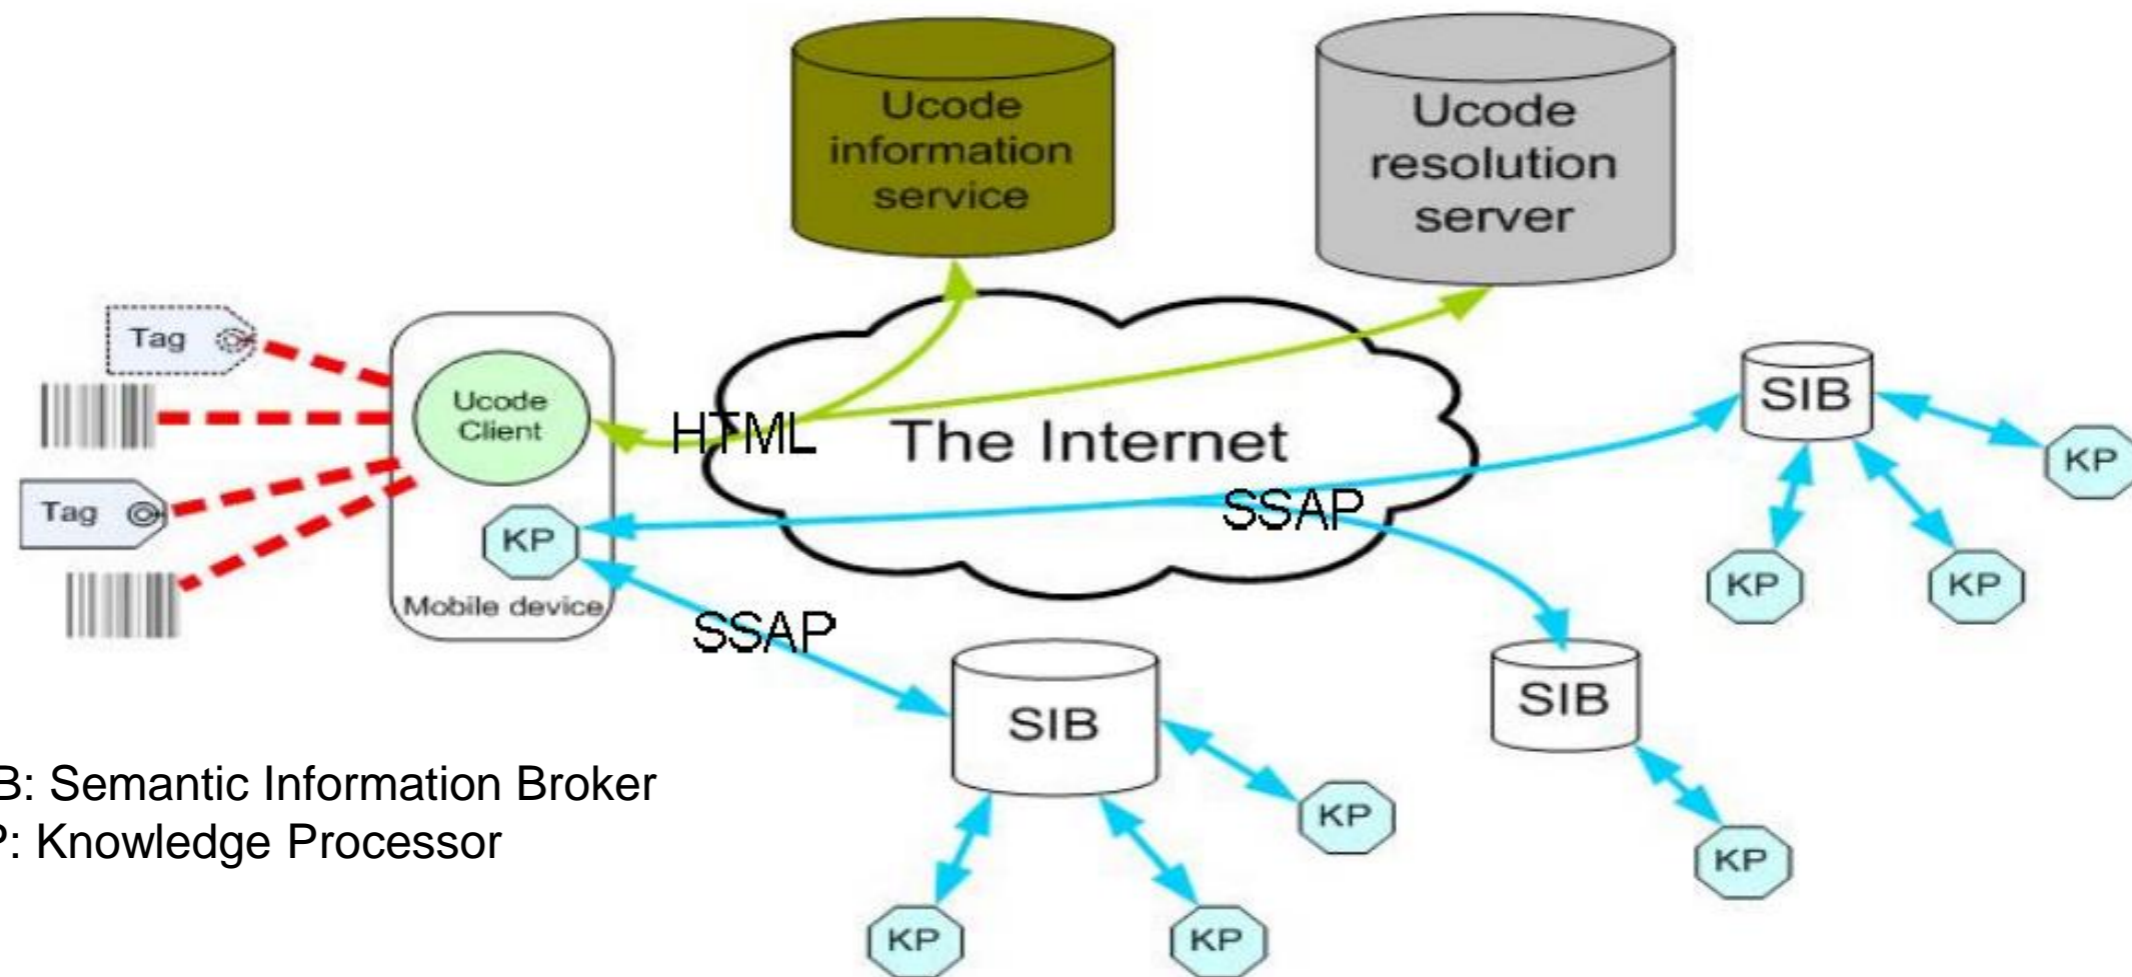 Ucode
information
service
Ucode
resolution
server
Tag
Ucode
Client
HTML
The Internet
SIB
KP
Tag
KP
SSAP
KP
KP
Mobile device
SSAP
SIB
SIB
KP
KP
KP
KP
B: Semantic Information Broker
P: Knowledge Processor